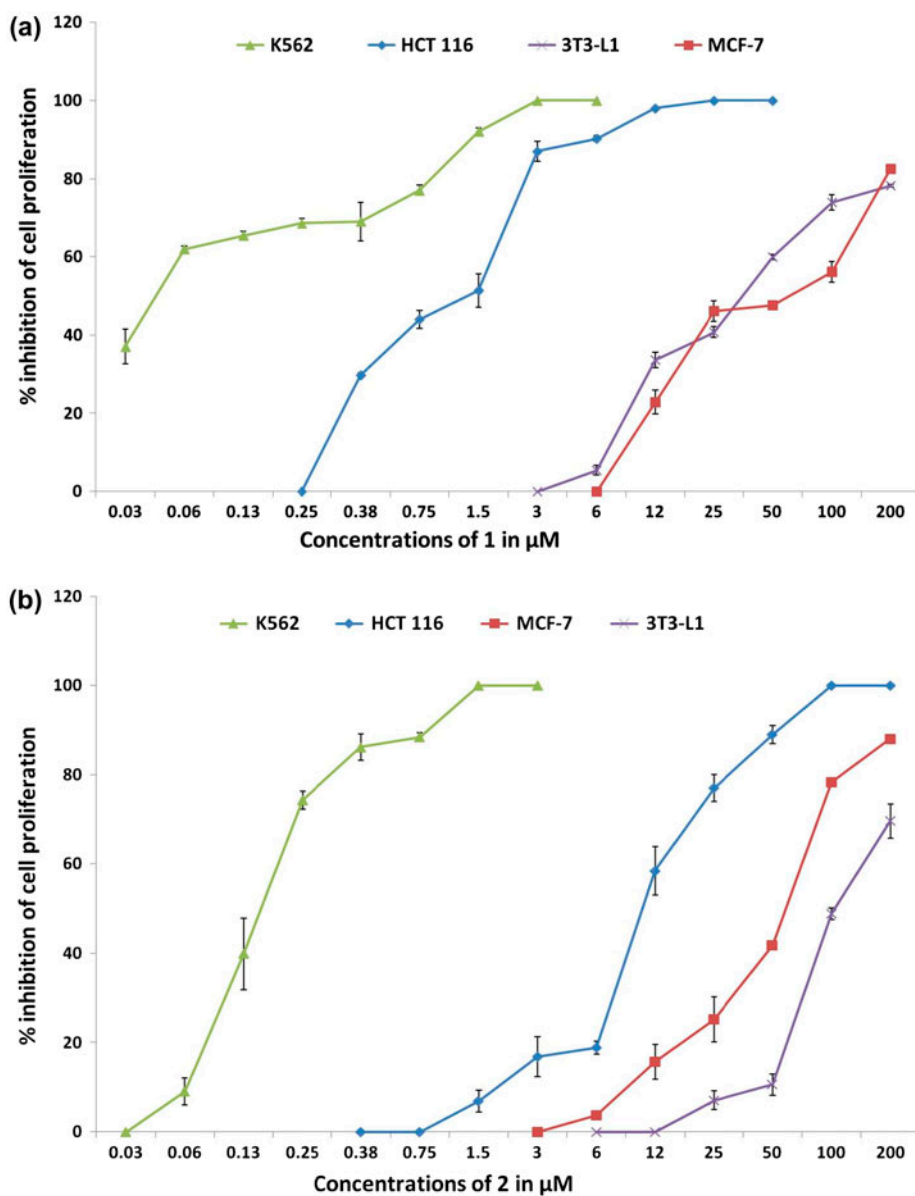 (a)
K562 HCT 116 3T3-L1 MCF-7
% inhibition of cell proliferation
120
100
80
60
40
20
0
0.03 0.06 0.13 0.25 0.38 0.75 1.5 3 6 12 25 50 100 200
Concentrations of 1 in µM
(b)
K562 HCT 116 MCF-7 3T3-L1
% inhibition of cell proliferation
120
100
80
60
40
20
0
0.03 0.06 0.13 0.25 0.38 0.75 1.5 3 6 12 25 50 100 200
Concentrations of 2 in µM